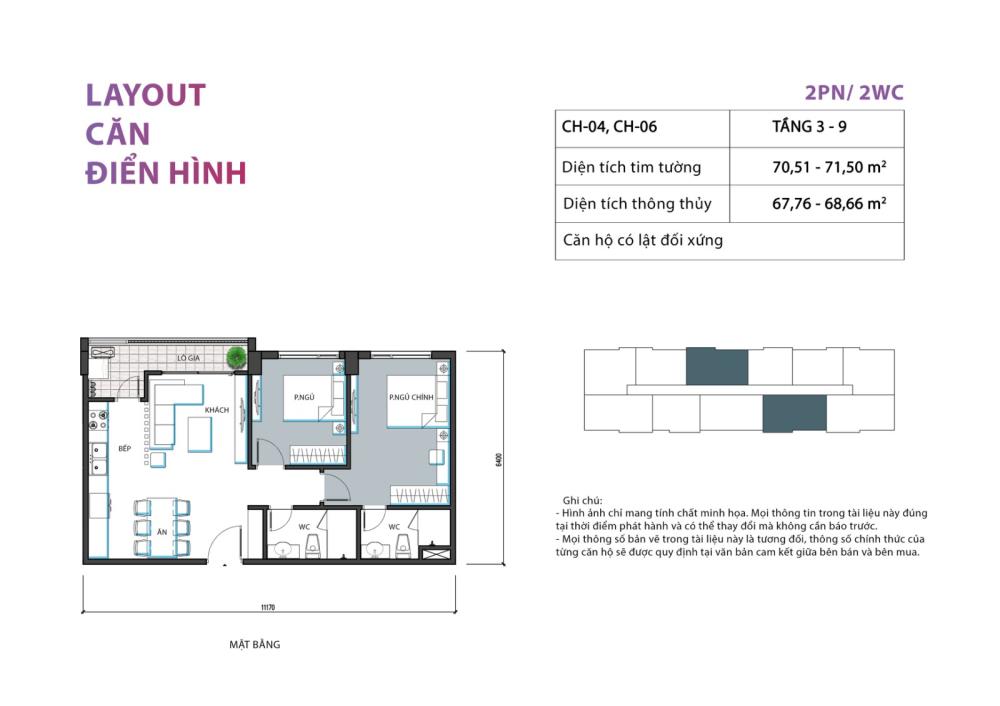 LAYOUT
CĂN
ĐIỂN HÌNH
2PN/ 2WC
CH-04, CH-06 TẦNG 3 - 9
Diện tích tim tường 70,51 - 71,50 m²
Diện tích thông thủy 67,76 - 68,66 m²
Căn hộ có lật đối xứng
LÔ GIA
KHÁCH
P.NGỦ
P.NGỦ CHÍNH
BẾP
ĂN
WC
WC
6400
11170
MẶT BẰNG
Ghi chú:
- Hình ảnh chỉ mang tính chất minh họa. Mọi thông tin trong tài liệu này đúng
tại thời điểm phát hành và có thể thay đổi mà không cần báo trước.
- Mọi thông số bản vẽ trong tài liệu này là tương đối, thông số chính thức của
từng căn hộ sẽ được quy định tại văn bản cam kết giữa bên bán và bên mua.